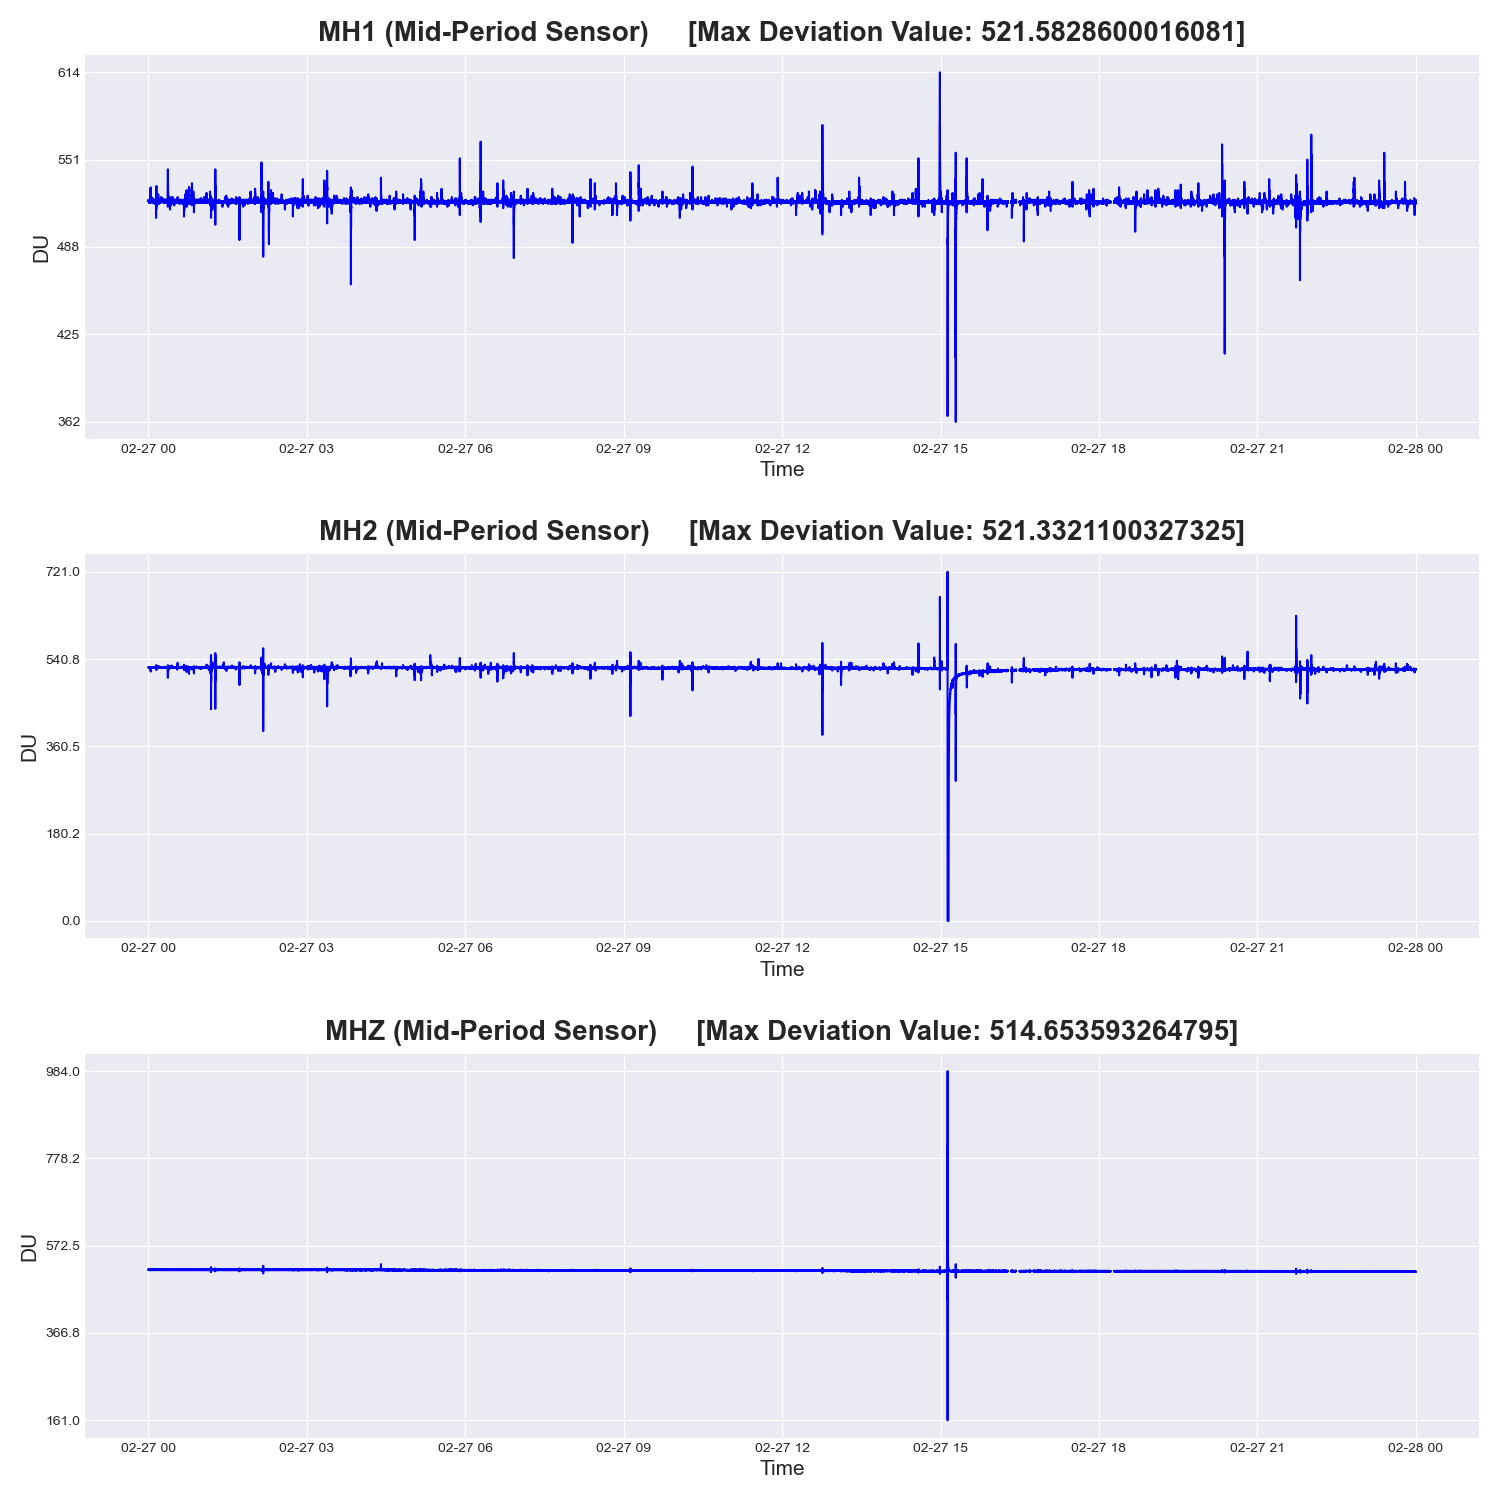 MH1 (Mid-Period Sensor) [Max Deviation Value: 521.5828600016081]
614
551
488
425
362
DU
02-27 00 02-27 03 02-27 06 02-27 09 02-27 12 02-27 15 02-27 18 02-27 21 02-28 00
Time
MH2 (Mid-Period Sensor) [Max Deviation Value: 521.3321100327325]
721.0
540.8
360.5
180.2
0.0
DU
02-27 00 02-27 03 02-27 06 02-27 09 02-27 12 02-27 15 02-27 18 02-27 21 02-28 00
Time
MHZ (Mid-Period Sensor) [Max Deviation Value: 514.653593264795]
984.0
778.2
572.5
366.8
161.0
DU
02-27 00 02-27 03 02-27 06 02-27 09 02-27 12 02-27 15 02-27 18 02-27 21 02-28 00
Time